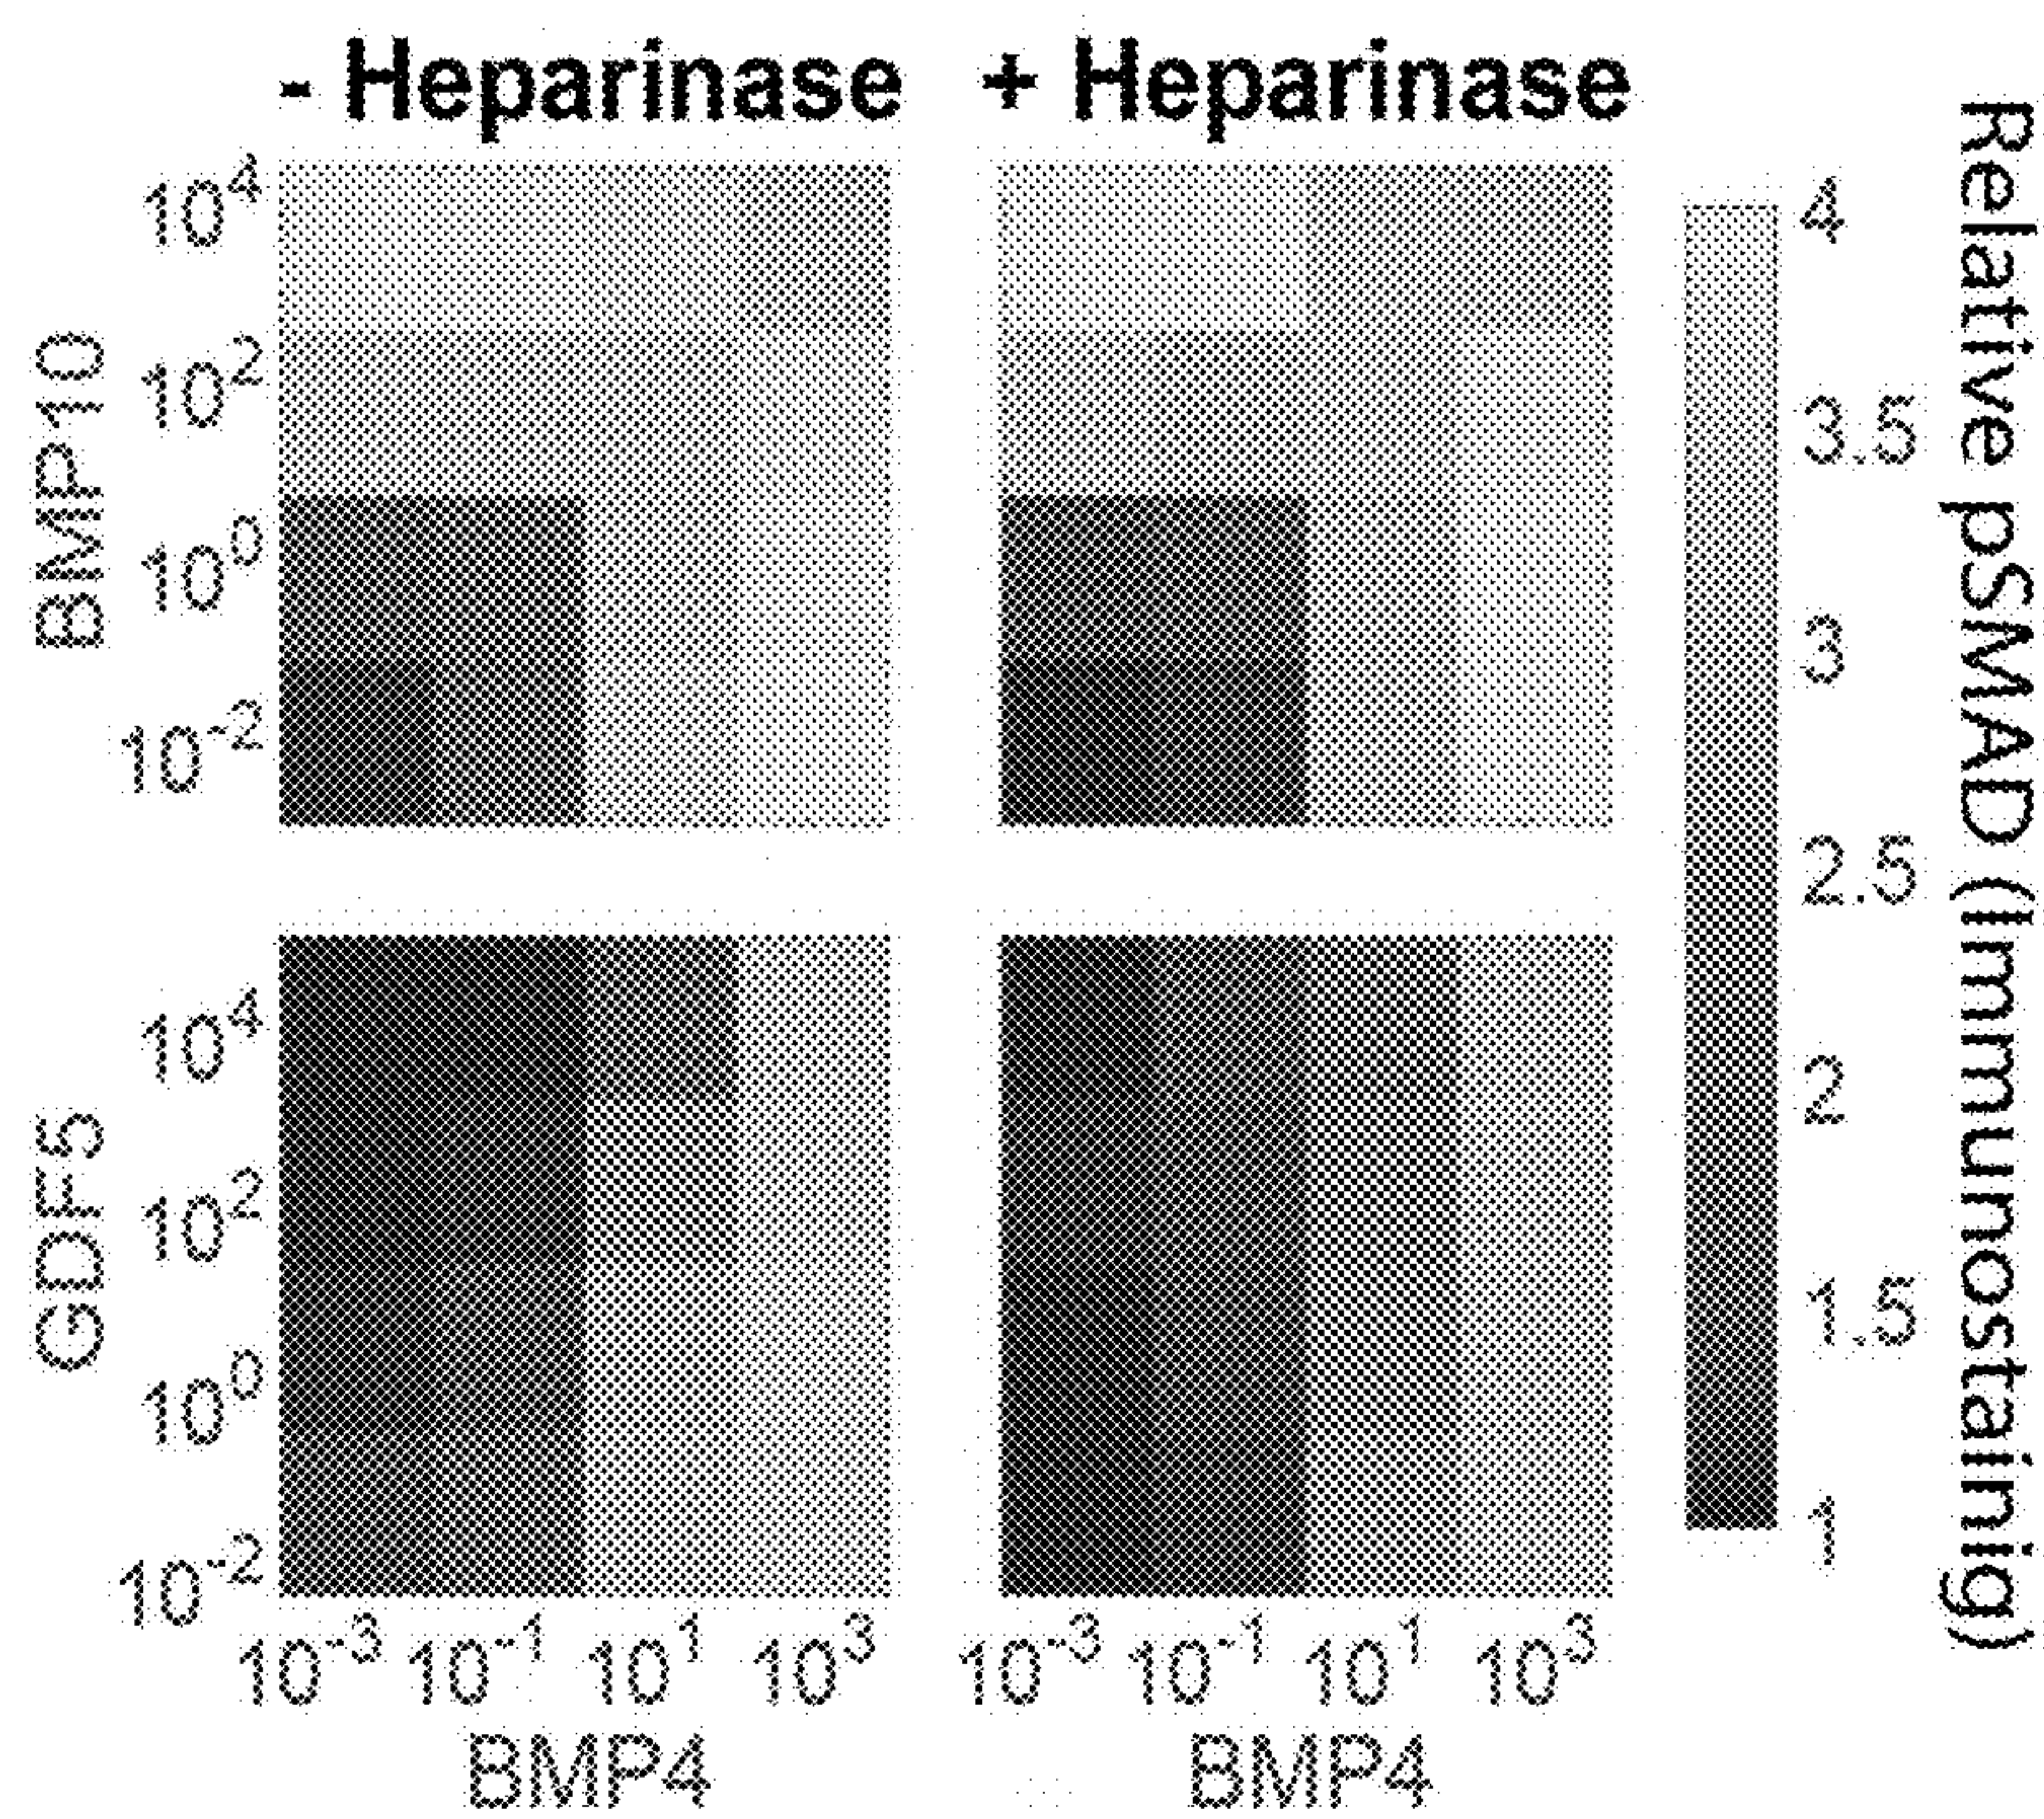 - Heparinase + Heparinase
BMP10
10^4
10^2
10^0
10^-2
GDF5
10^4
10^2
10^0
10^-2
10^-3 10^-1 10^1 10^3
BMP4
10^-3 10^-1 10^1 10^3
BMP4
4
3.5
3
2.5
2
1.5
1
Relative pSMAD (Immunostainig)